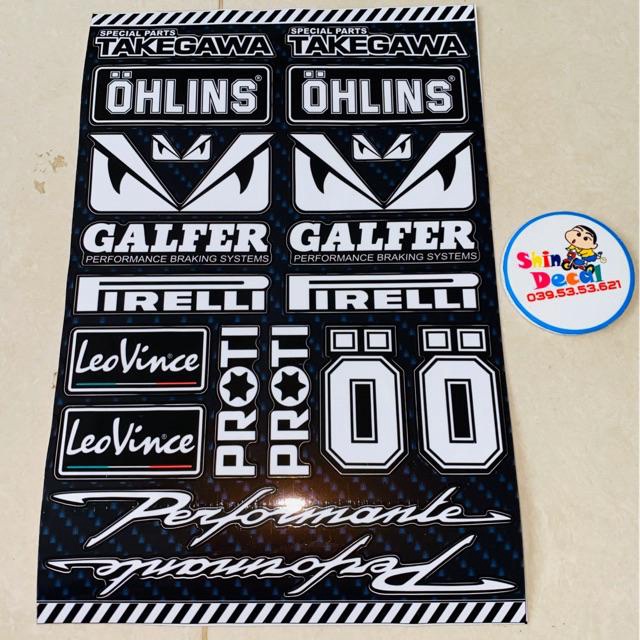 SPECIAL PARTS
TAKEGAWA
SPECIAL PARTS
TAKEGAWA
ÖHLINS®
ÖHLINS®
GALFER
PERFORMANCE BRAKING SYSTEMS
GALFER
PERFORMANCE BRAKING SYSTEMS
PIRELLI
PIRELLI
LeoVince®
LeoVince®
PROTI
PROTI
Ö
Ö
Performante
Performante
Shin
Decal
039.53.53.621